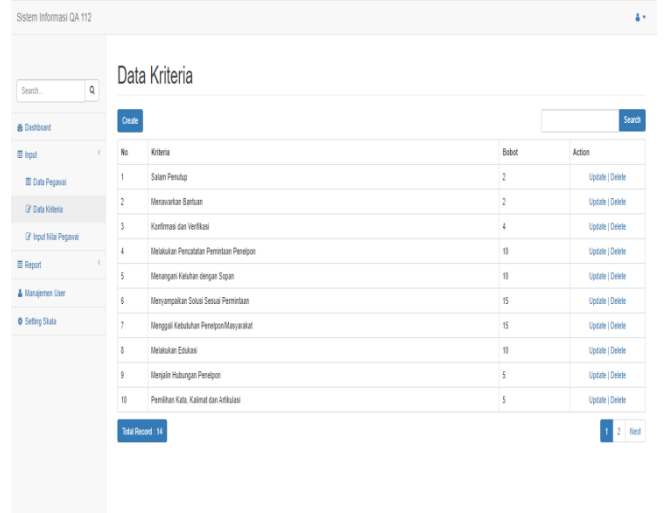 Sistem Informasi QA 112
Search...
Dashboard
Input
Data Pegawai
Data Kriteria
Input Nilai Pegawai
Report
Manajemen User
Setting Skala
Data Kriteria
Create
Search
No Kriteria Bobot Action
1 Salam Penutup 2 Update | Delete
2 Menawarkan Bantuan 2 Update | Delete
3 Konfirmasi dan Verifikasi 4 Update | Delete
4 Melakukan Pencatatan Pemintaan Penelpon 10 Update | Delete
5 Menangani Keluhan dengan Sopan 10 Update | Delete
6 Menyampaikan Solusi Sesuai Permintaan 15 Update | Delete
7 Menggali Kebutuhan Penelpon/Masyarakat 15 Update | Delete
8 Melakukan Edukasi 10 Update | Delete
9 Menjalin Hubungan Penelpon 5 Update | Delete
10 Pemilihan Kata, Kalimat dan Artikulasi 5 Update | Delete
Total Record : 14
1 2 Next